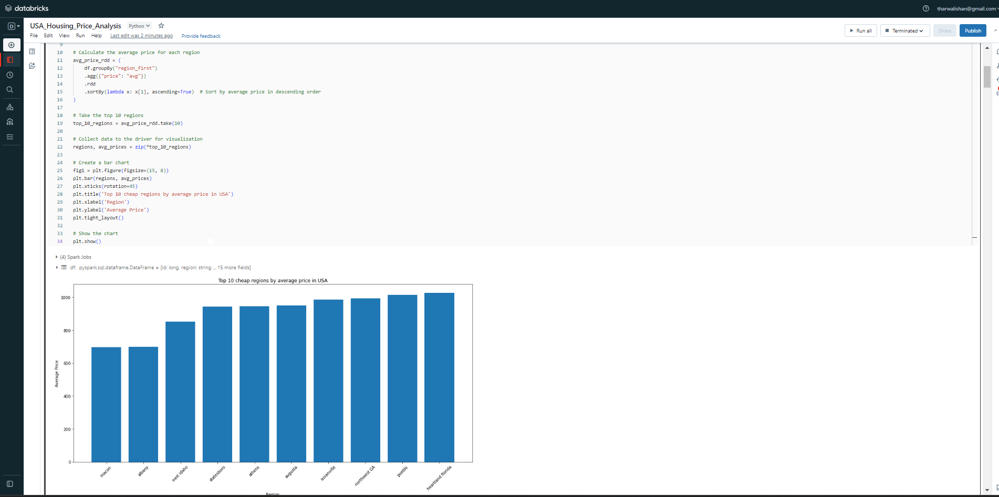 databricks
tharwalishan@gmail.com
D
USA_Housing_Price_Analysis Python
File Edit View Run Help Last edit was 2 minutes ago Provide feedback
Run all Terminated Share Publish
9
10 # Calculate the average price for each region
11 avg_price_rdd = (
12 df.groupBy("region_first")
13 .agg({"price": "avg"})
14 .rdd
15 .sortBy(lambda x: x[1], ascending=True) # Sort by average price in descending order
16 )
17
18 # Take the top 10 regions
19 top_10_regions = avg_price_rdd.take(10)
20
21 # Collect data to the driver for visualization
22 regions, avg_prices = zip(*top_10_regions)
23
24 # Create a bar chart
25 fig1 = plt.figure(figsize=(15, 8))
26 plt.bar(regions, avg_prices)
27 plt.xticks(rotation=45)
28 plt.title('Top 10 cheap regions by average price in USA')
29 plt.xlabel('Region')
30 plt.ylabel('Average Price')
31 plt.tight_layout()
32
33 # Show the chart
34 plt.show()
(4) Spark Jobs
df: pyspark.sql.dataframe.DataFrame = [id: long, region: string ... 15 more fields]
Top 10 cheap regions by average price in USA
1000
800
600
400
200
0
Average Price
macon
albany
east idaho
statesboro
athens
augusta
susanville
northwest GA
pueblo
heartland florida
Region